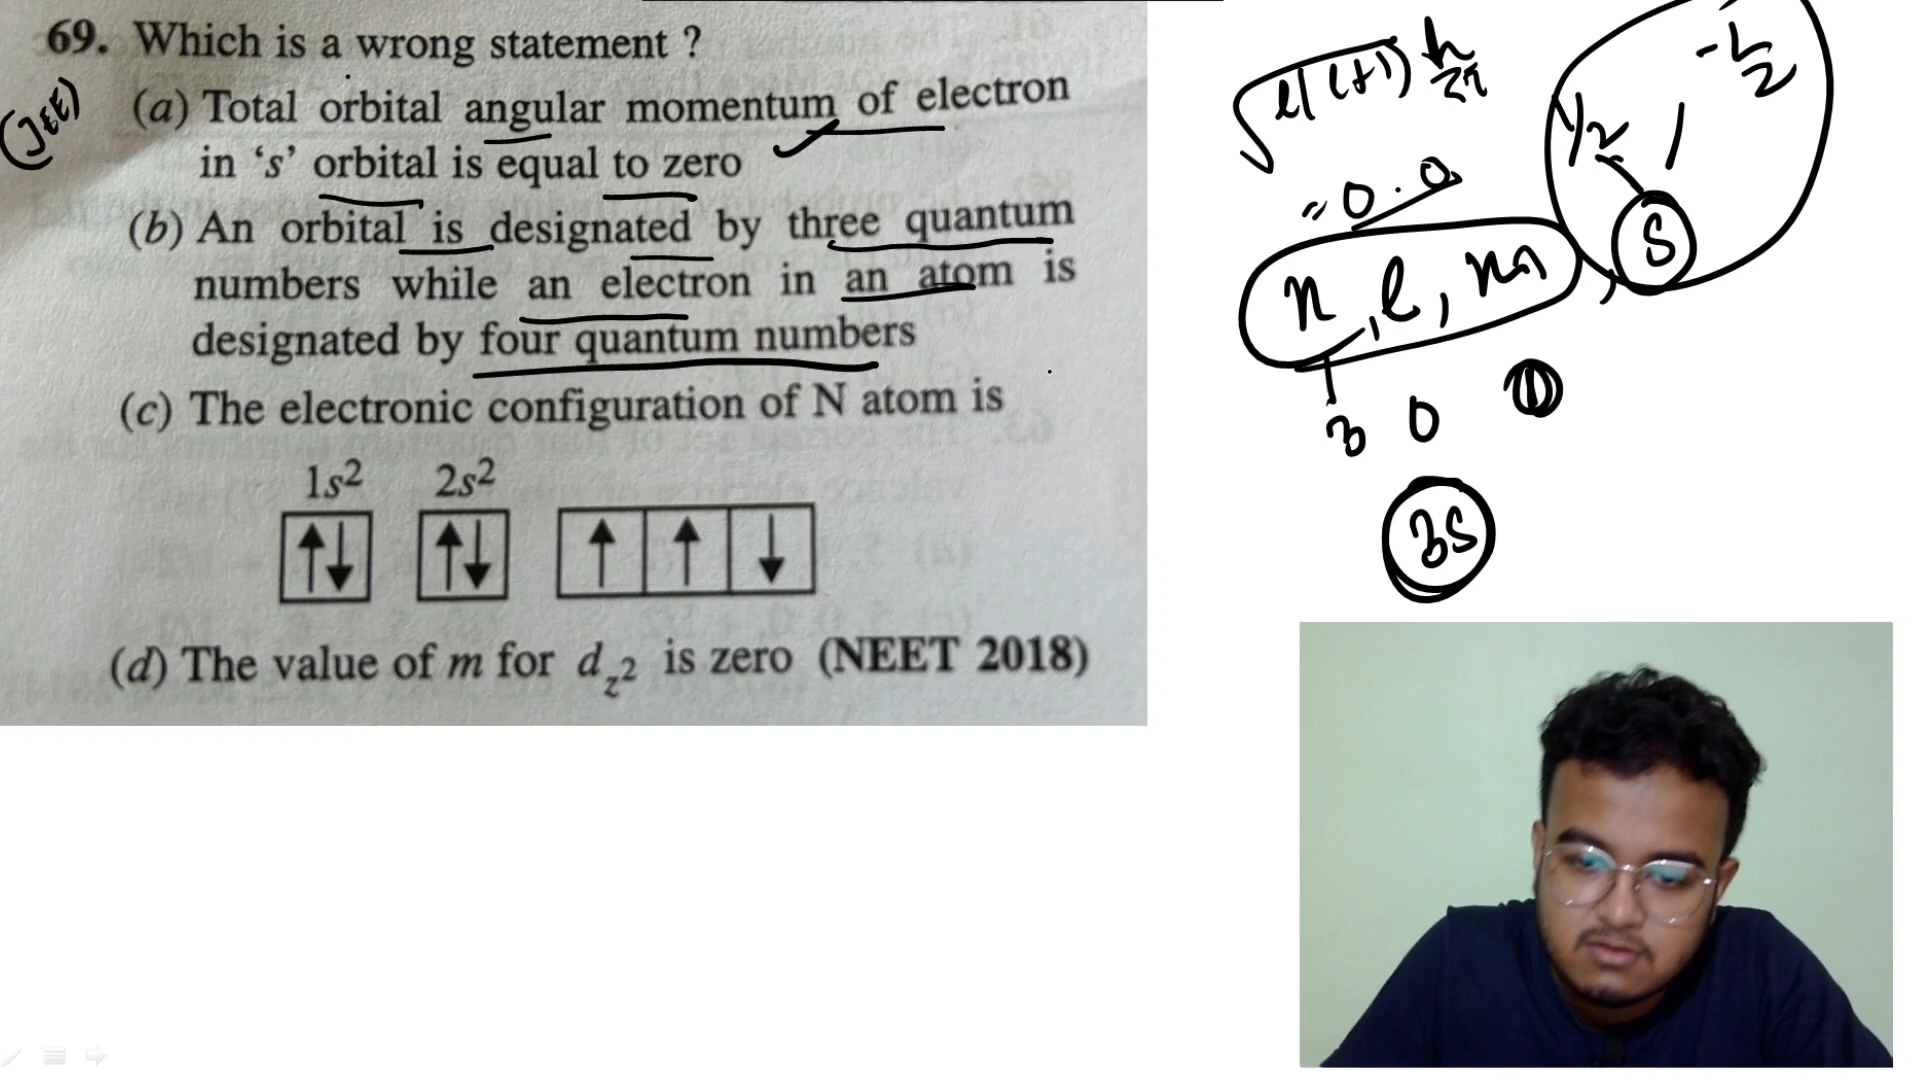 69. Which is a wrong statement ?
(JEE)
(a) Total orbital angular momentum of electron
in ‘s’ orbital is equal to zero
(b) An orbital is designated by three quantum
numbers while an electron in an atom is
designated by four quantum numbers
(c) The electronic configuration of N atom is
1s² 2s²
(d) The value of m for d_z² is zero (NEET 2018)
√l(l+1) h/2π
= 0 . 0
1/2 / -1/2
n, l, m, s
3 0 0
3s